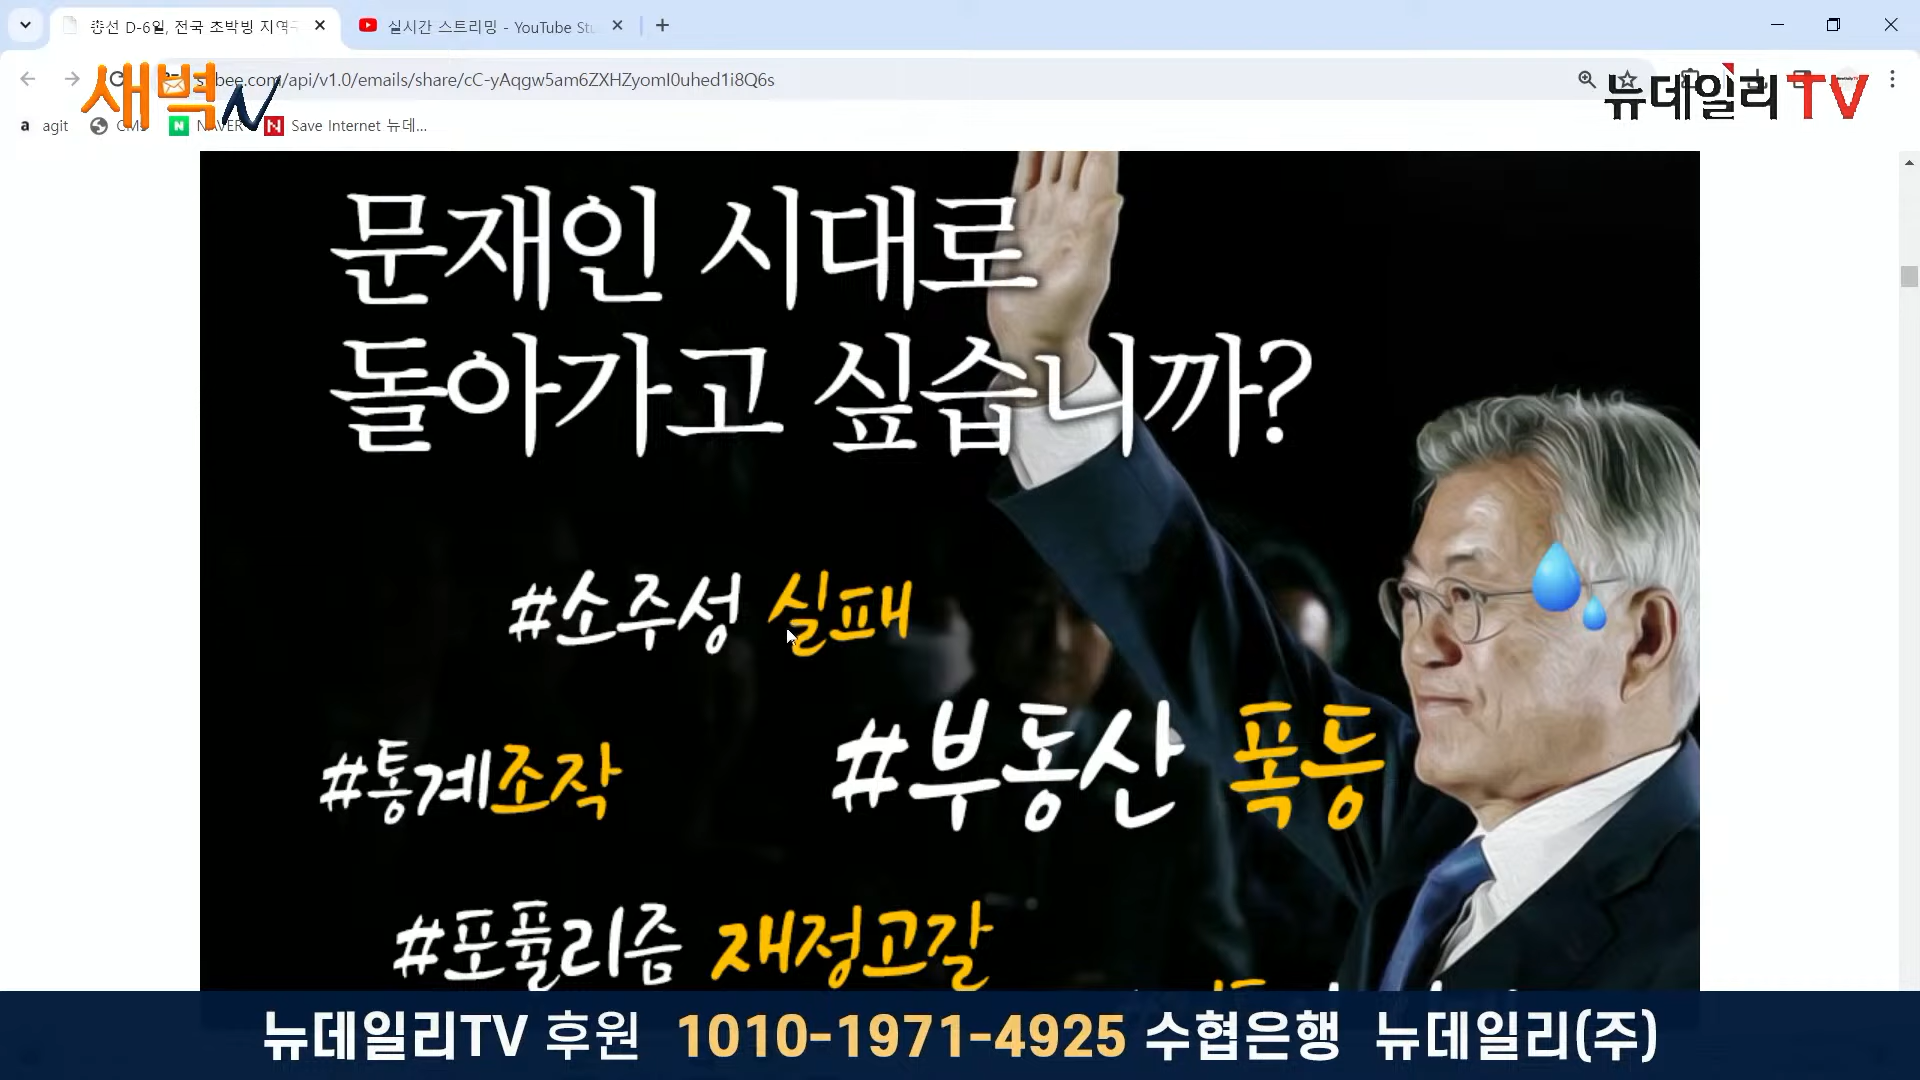 총선 D-6일, 전국 초박빙 지역구
실시간 스트리밍 - YouTube Stu
bee.com/api/v1.0/emails/share/cC-yAqgw5am6ZXHZyomI0uhed1i8Q6s
새벽N
뉴데일리TV
agit
CMS
NAVER
Save Internet 뉴데...
문재인 시대로
돌아가고 싶습니까?
#소주성 실패
#통계조작
#부동산 폭등
#포퓰리즘 재정고갈
뉴데일리TV 후원 1010-1971-4925 수협은행 뉴데일리(주)